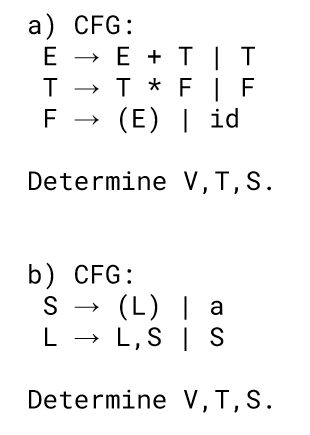 a) CFG:
E → E + T | T
T → T * F | F
F → (E) | id
Determine V,T,S.
b) CFG:
S → (L) | a
L → L,S | S
Determine V,T,S.